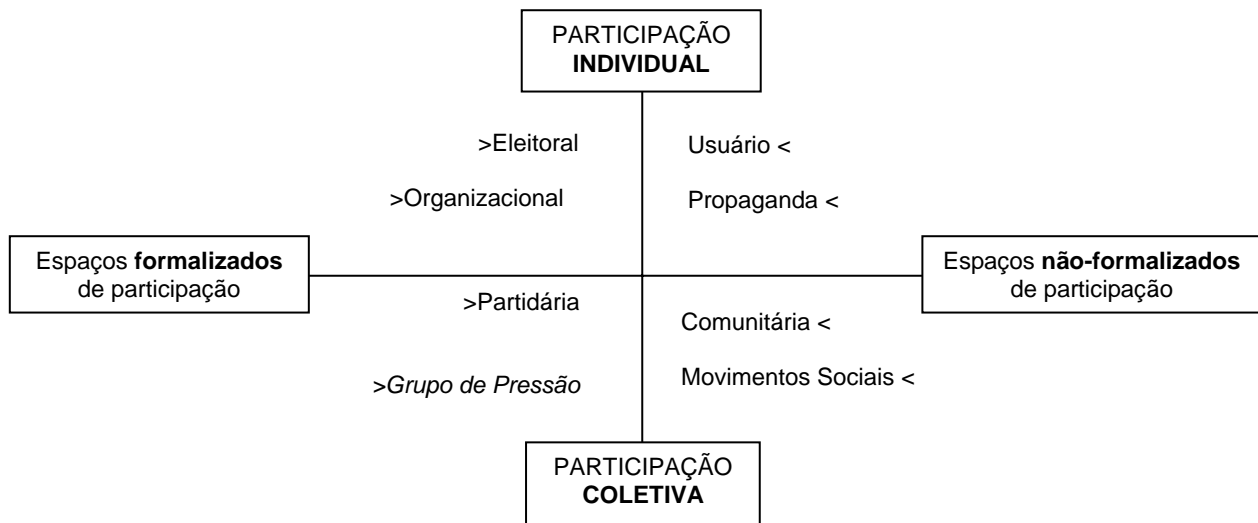 PARTICIPAÇÃO
INDIVIDUAL
>Eleitoral
Usuário <
>Organizacional
Propaganda <
Espaços formalizados
de participação
Espaços não-formalizados
de participação
>Partidária
Comunitária <
>Grupo de Pressão
Movimentos Sociais <
PARTICIPAÇÃO
COLETIVA